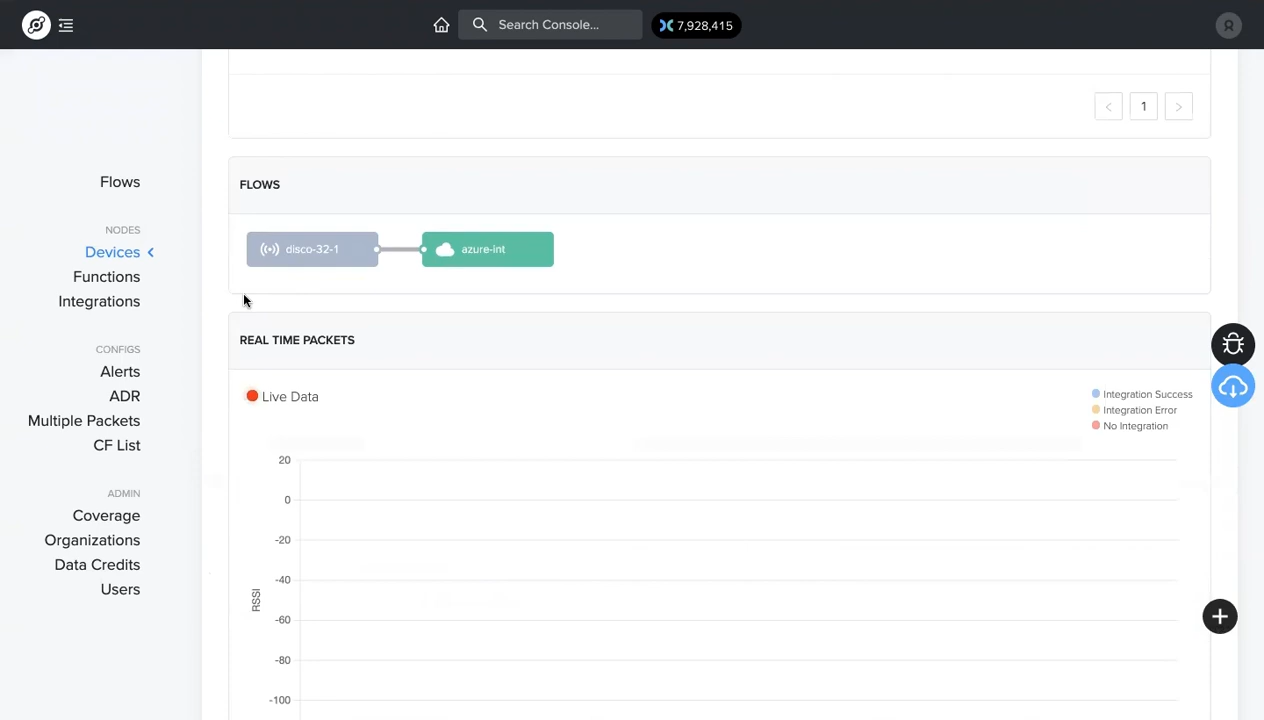 Search Console...
7,928,415
1
Flows
NODES
Devices
Functions
Integrations
CONFIGS
Alerts
ADR
Multiple Packets
CF List
ADMIN
Coverage
Organizations
Data Credits
Users
FLOWS
disco-32-1
azure-int
REAL TIME PACKETS
Live Data
Integration Success
Integration Error
No Integration
20
0
-20
-40
-60
-80
-100
RSSI